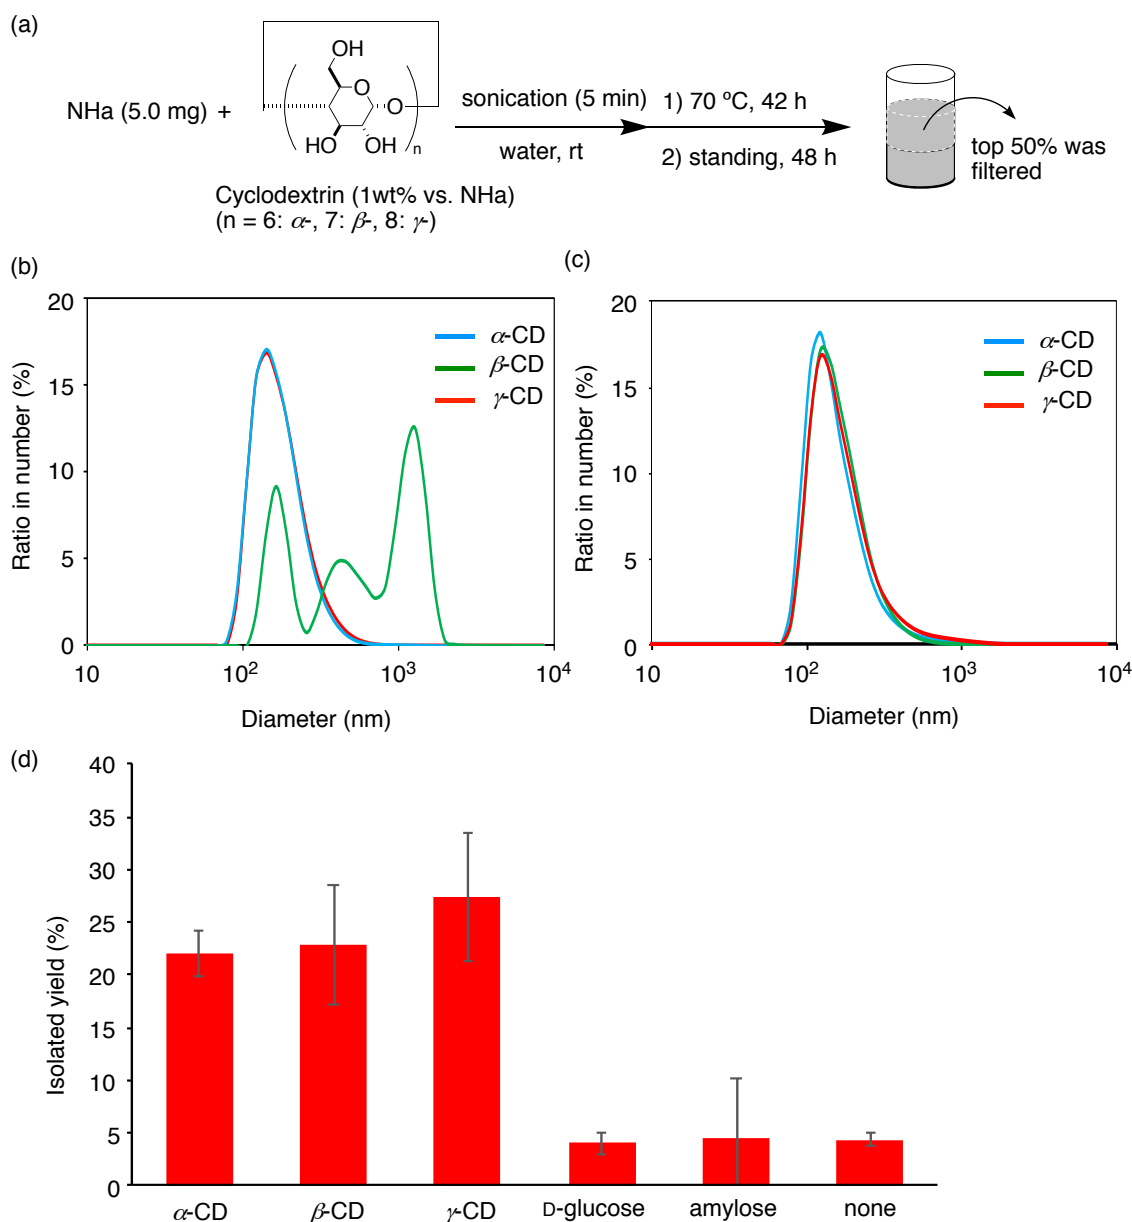 (a)
OH
O
O
HO
OH
n
NHa (5.0 mg) +
sonication (5 min)
water, rt
1) 70 °C, 42 h
2) standing, 48 h
top 50% was
filtered
Cyclodextrin (1wt% vs. NHa)
(n = 6: α-, 7: β-, 8: γ-)
(b)
20
15
10
5
0
Ratio in number (%)
α-CD
β-CD
γ-CD
10
10²
10³
10⁴
Diameter (nm)
(c)
20
15
10
5
0
Ratio in number (%)
α-CD
β-CD
γ-CD
10
10²
10³
10⁴
Diameter (nm)
(d)
40
35
30
25
20
15
10
5
0
Isolated yield (%)
α-CD
β-CD
γ-CD
D-glucose
amylose
none